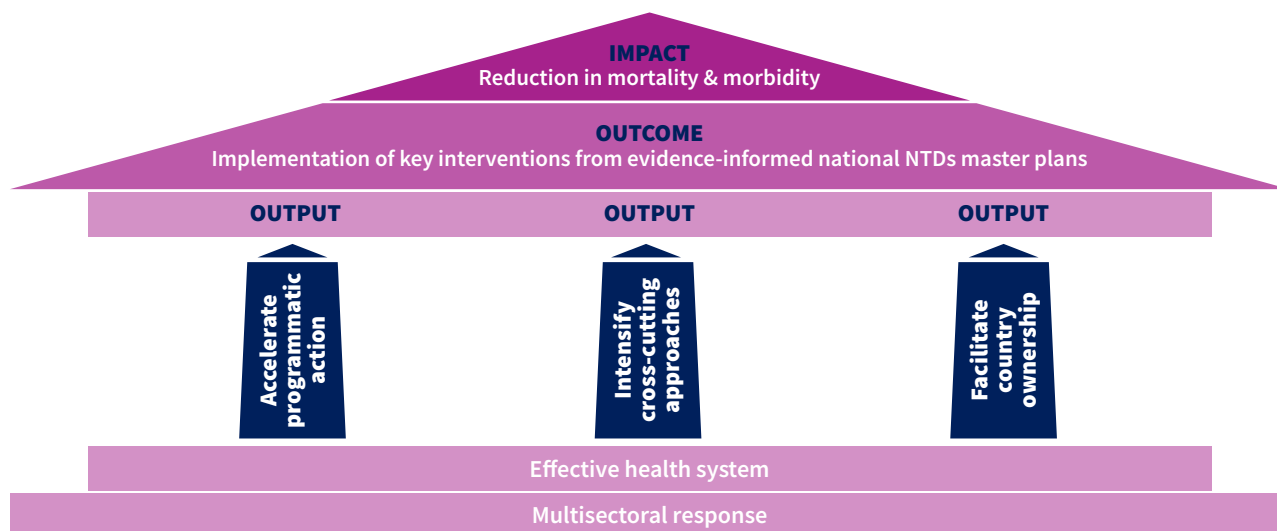 IMPACT
Reduction in mortality & morbidity
OUTCOME
Implementation of key interventions from evidence-informed national NTDs master plans
OUTPUT
OUTPUT
OUTPUT
Accelerate
programmatic
action
Intensify
cross-cutting
approaches
Facilitate
country
ownership
Effective health system
Multisectoral response